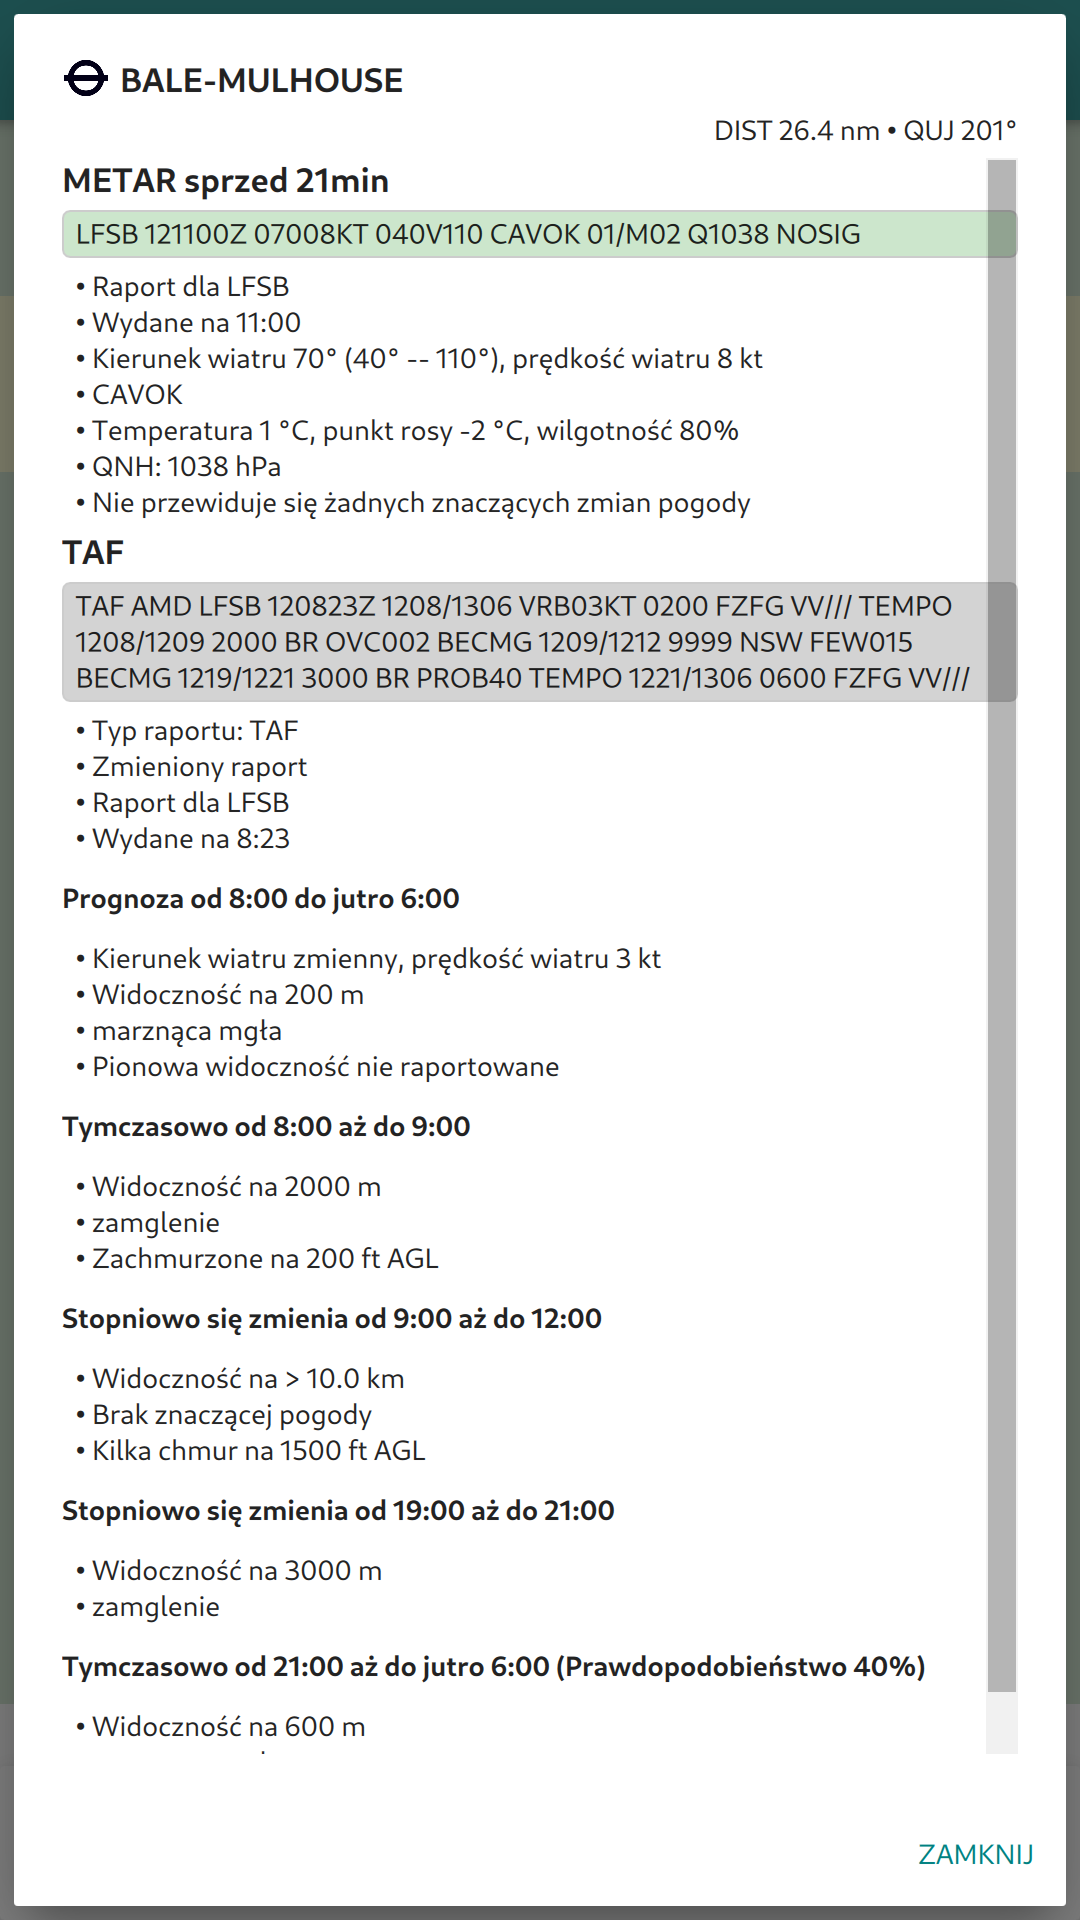 BALE-MULHOUSE
DIST 26.4 nm • QUJ 201°
METAR sprzed 21min
LFSB 121100Z 07008KT 040V110 CAVOK 01/M02 Q1038 NOSIG
• Raport dla LFSB
• Wydane na 11:00
• Kierunek wiatru 70° (40° -- 110°), prędkość wiatru 8 kt
• CAVOK
• Temperatura 1 °C, punkt rosy -2 °C, wilgotność 80%
• QNH: 1038 hPa
• Nie przewiduje się żadnych znaczących zmian pogody
TAF
TAF AMD LFSB 120823Z 1208/1306 VRB03KT 0200 FZFG VV/// TEMPO
1208/1209 2000 BR OVC002 BECMG 1209/1212 9999 NSW FEW015
BECMG 1219/1221 3000 BR PROB40 TEMPO 1221/1306 0600 FZFG VV///
• Typ raportu: TAF
• Zmieniony raport
• Raport dla LFSB
• Wydane na 8:23
Prognoza od 8:00 do jutro 6:00
• Kierunek wiatru zmienny, prędkość wiatru 3 kt
• Widoczność na 200 m
• marznąca mgła
• Pionowa widoczność nie raportowane
Tymczasowo od 8:00 aż do 9:00
• Widoczność na 2000 m
• zamglenie
• Zachmurzone na 200 ft AGL
Stopniowo się zmienia od 9:00 aż do 12:00
• Widoczność na > 10.0 km
• Brak znaczącej pogody
• Kilka chmur na 1500 ft AGL
Stopniowo się zmienia od 19:00 aż do 21:00
• Widoczność na 3000 m
• zamglenie
Tymczasowo od 21:00 aż do jutro 6:00 (Prawdopodobieństwo 40%)
• Widoczność na 600 m
ZAMKNIJ